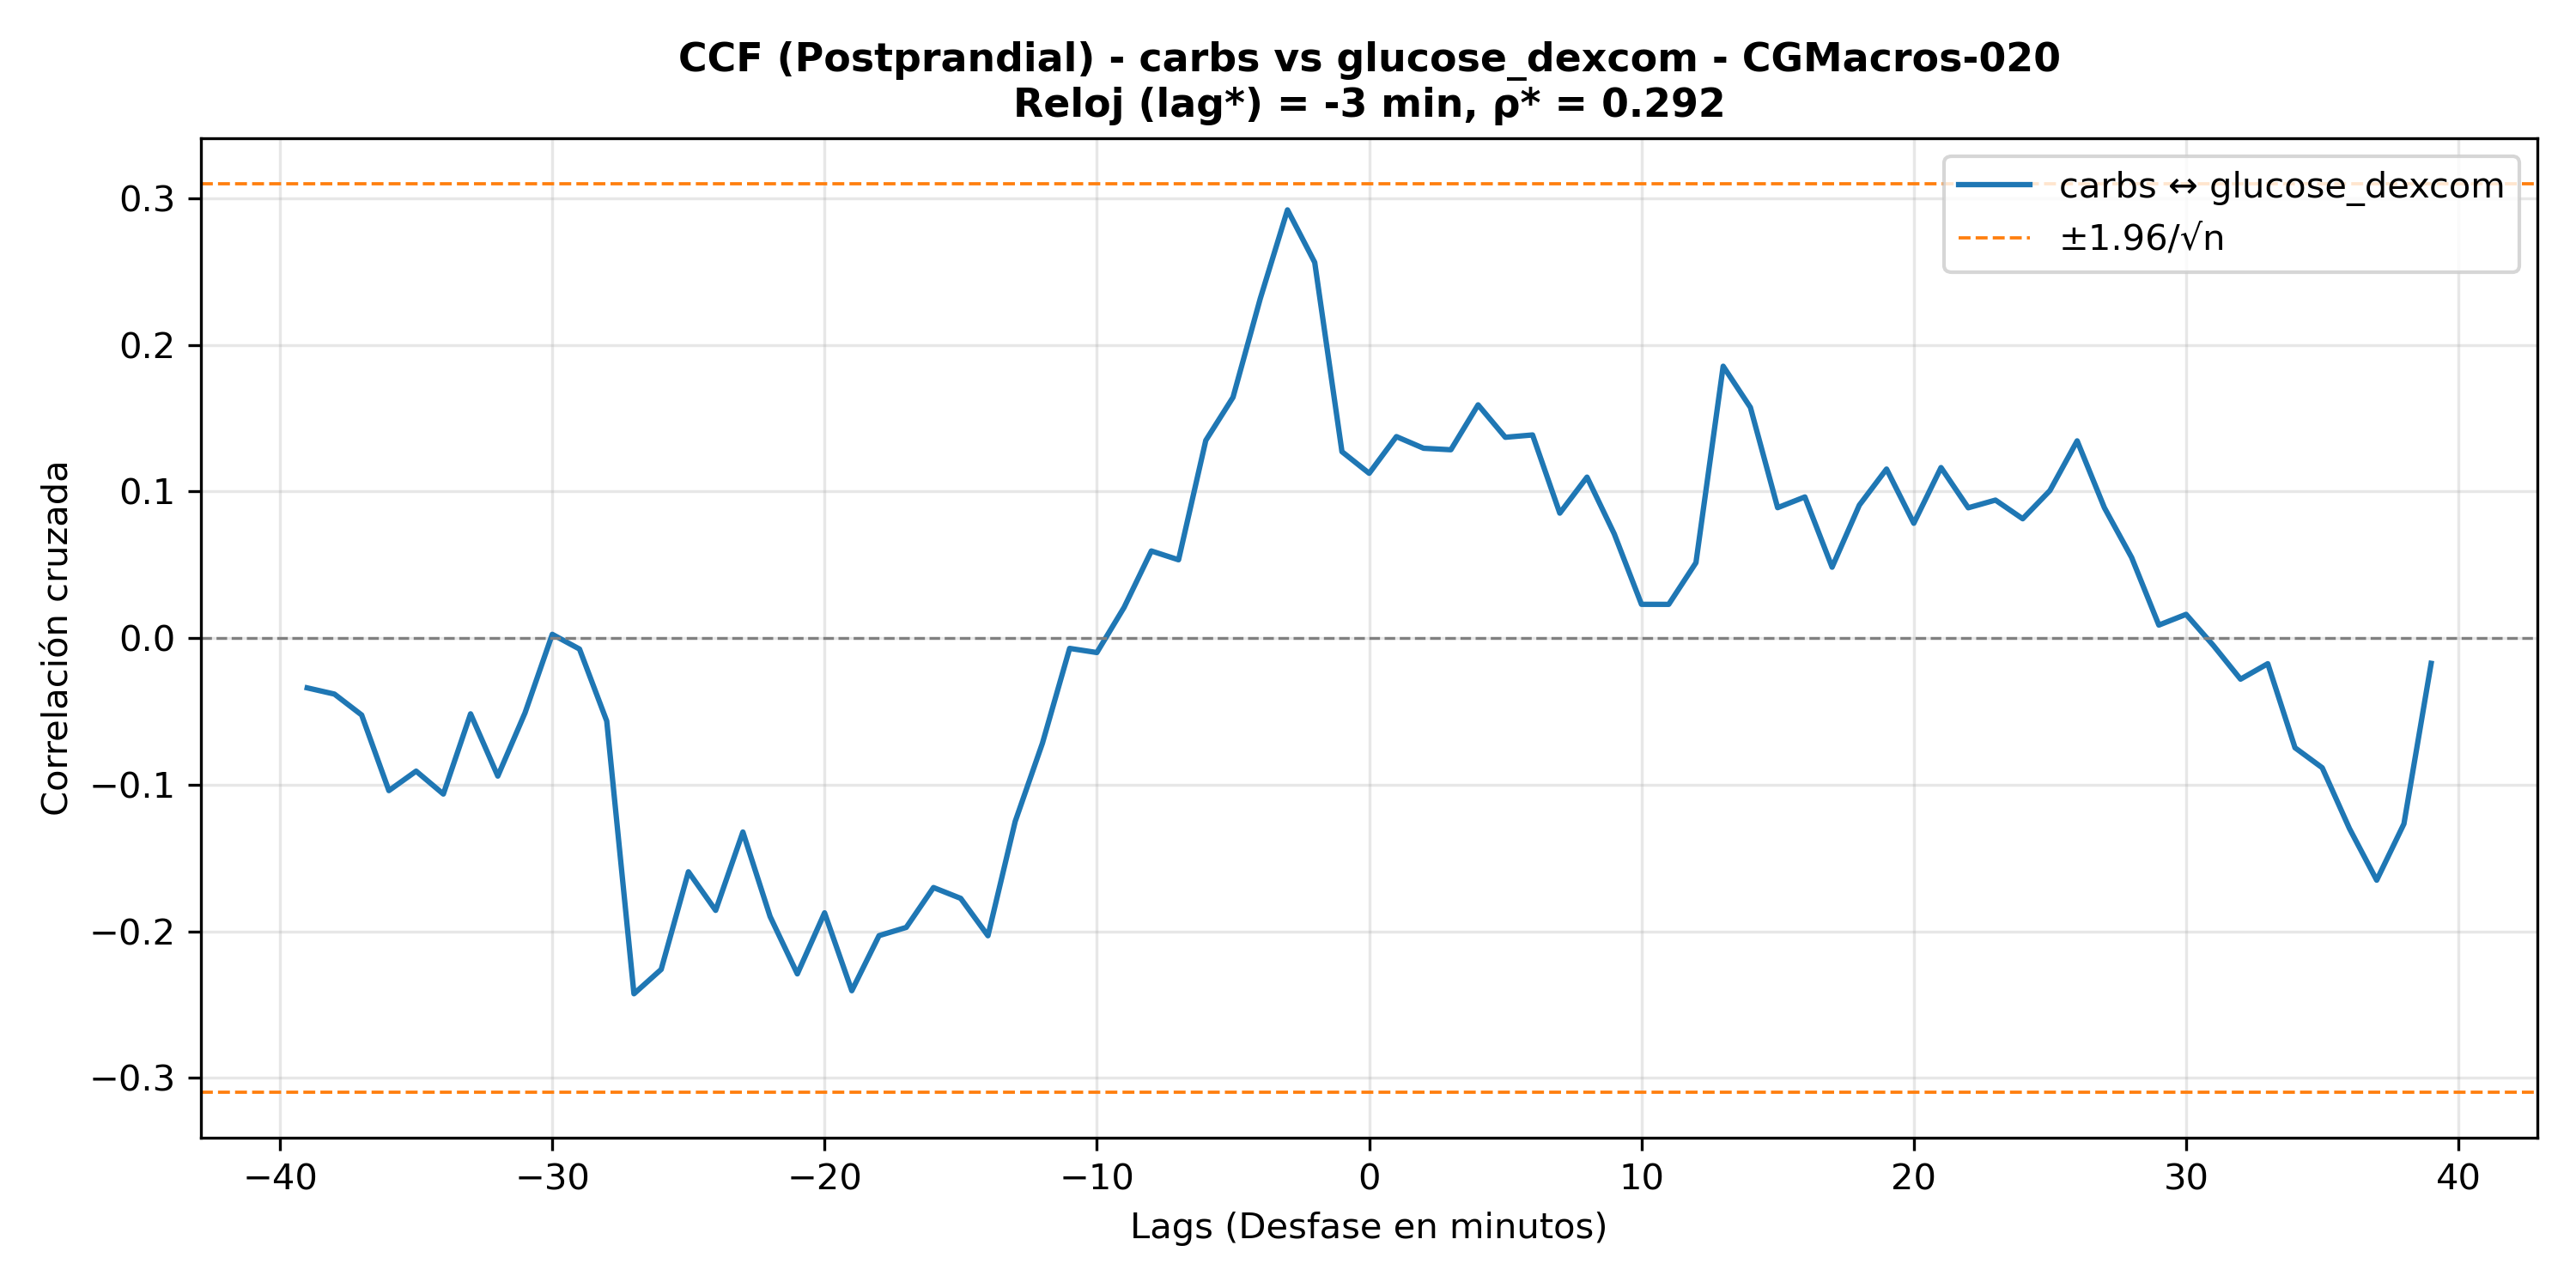 CCF (Postprandial) - carbs vs glucose_dexcom - CGMacros-020
Reloj (lag*) = -3 min, ρ* = 0.292
carbs ↔ glucose_dexcom
±1.96/√n
Correlación cruzada
0.3
0.2
0.1
0.0
−0.1
−0.2
−0.3
−40 −30 −20 −10 0 10 20 30 40
Lags (Desfase en minutos)